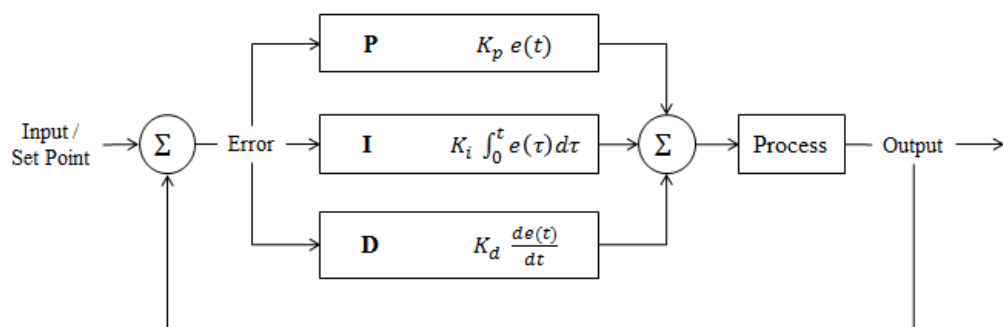 P K_p e(t)
Input /
Set Point
Σ
Error
I K_i ∫_0^t e(τ)dτ
Σ
Process
Output
D K_d de(t)/dt